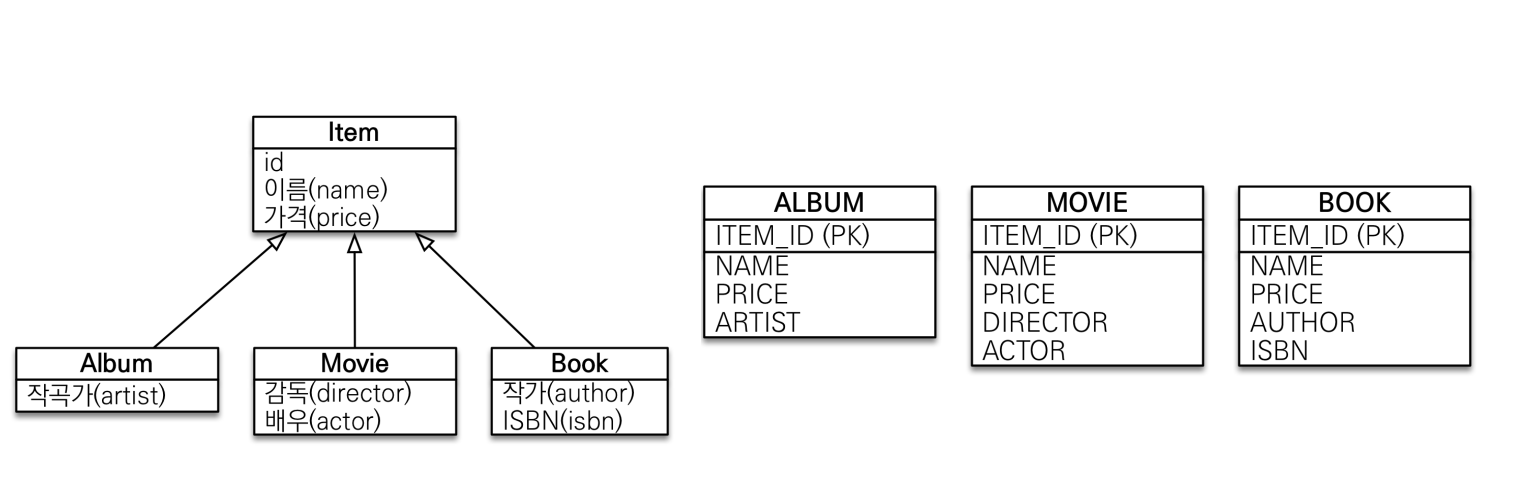 Item
id
이름(name)
가격(price)
Album
작곡가(artist)
Movie
감독(director)
배우(actor)
Book
작가(author)
ISBN(isbn)
ALBUM
ITEM_ID (PK)
NAME
PRICE
ARTIST
MOVIE
ITEM_ID (PK)
NAME
PRICE
DIRECTOR
ACTOR
BOOK
ITEM_ID (PK)
NAME
PRICE
AUTHOR
ISBN